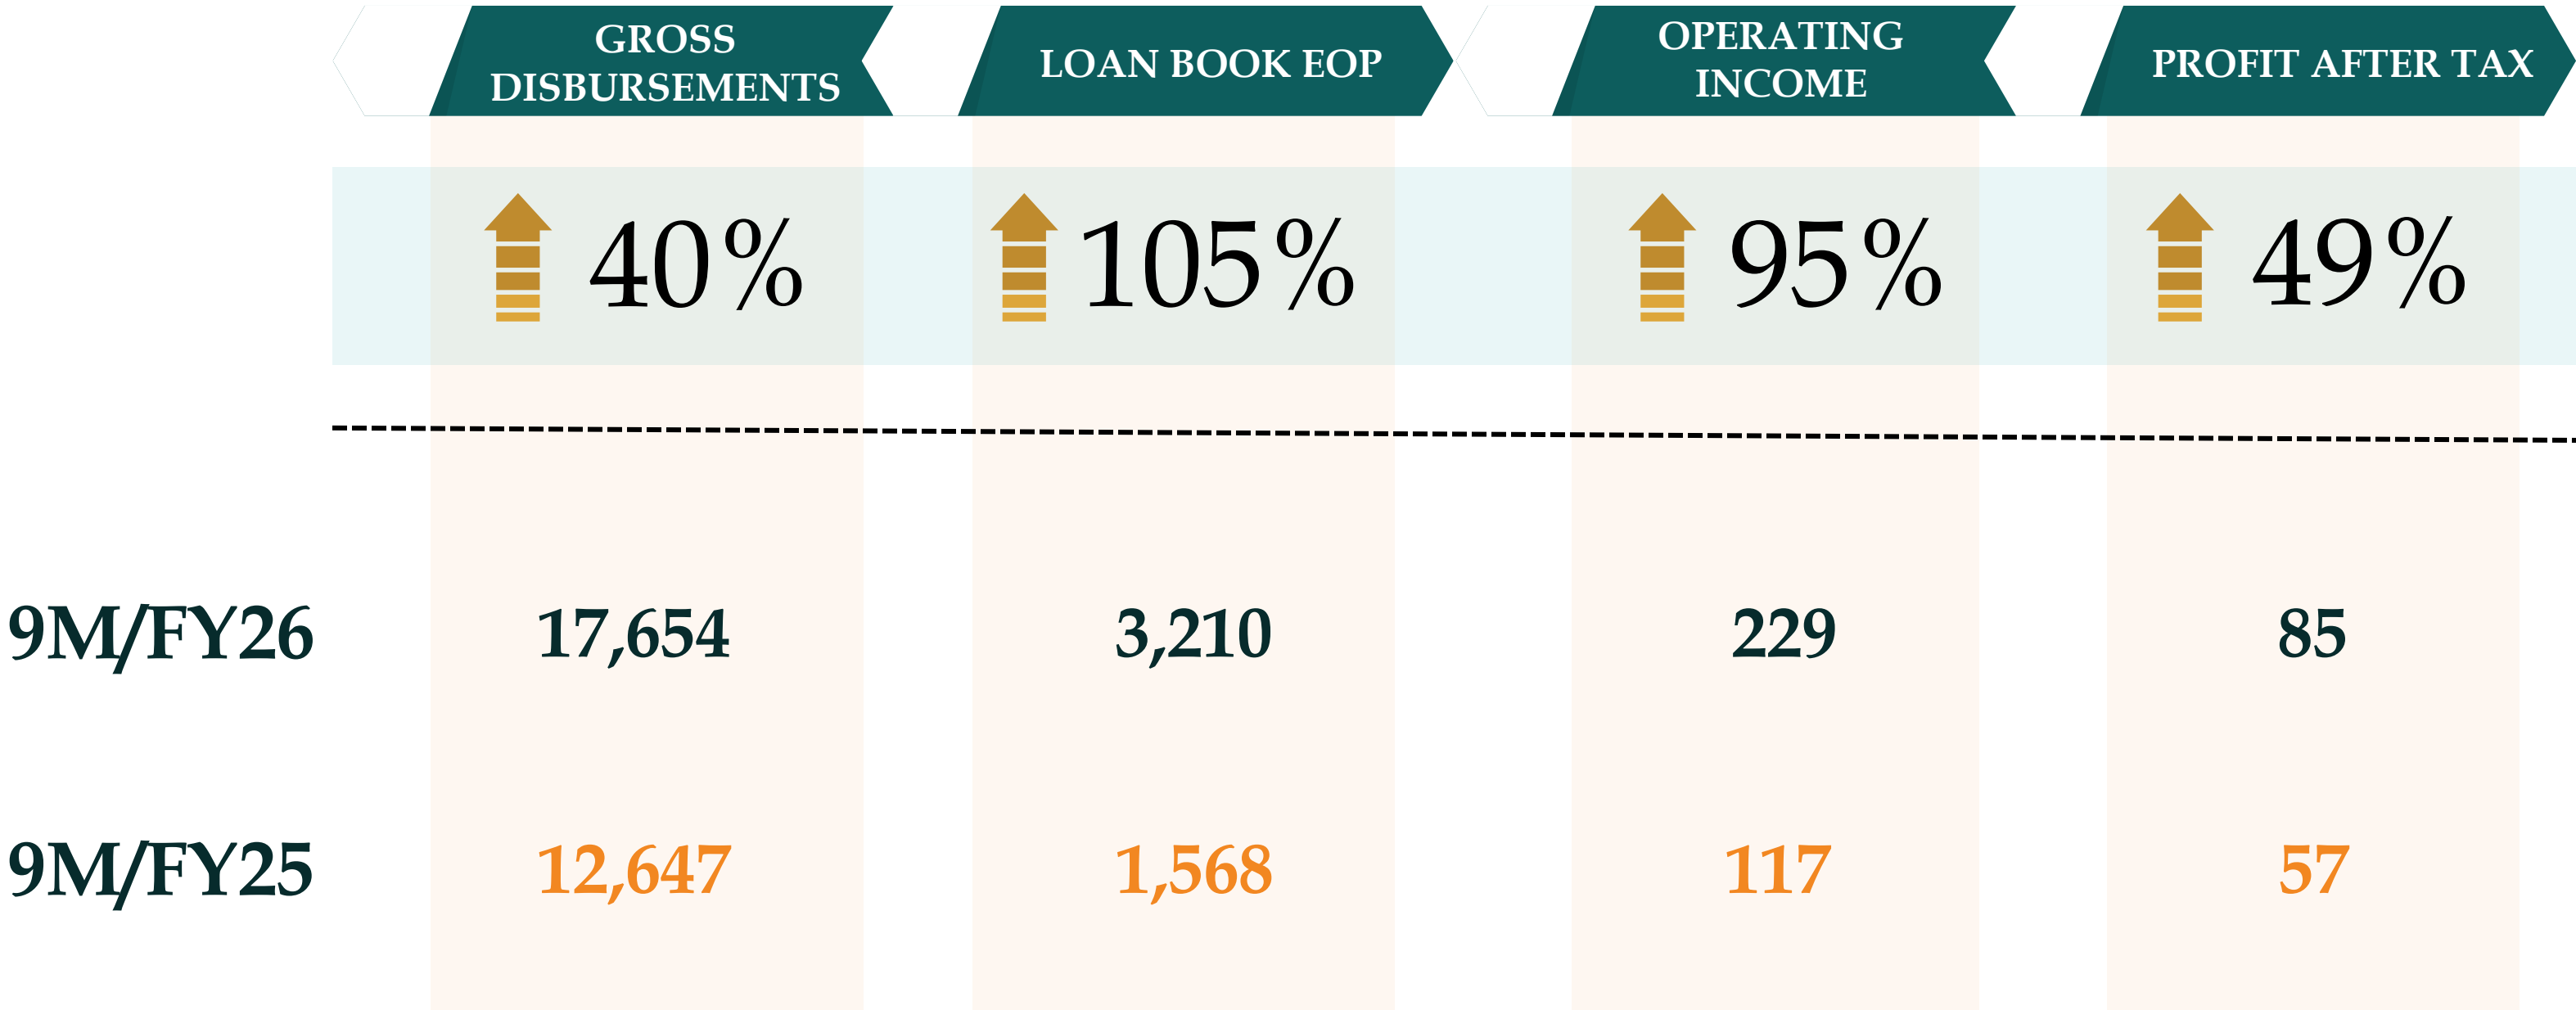 GROSS
DISBURSEMENTS
LOAN BOOK EOP
OPERATING
INCOME
PROFIT AFTER TAX
40%
105%
95%
49%
9M/FY26
17,654
3,210
229
85
9M/FY25
12,647
1,568
117
57